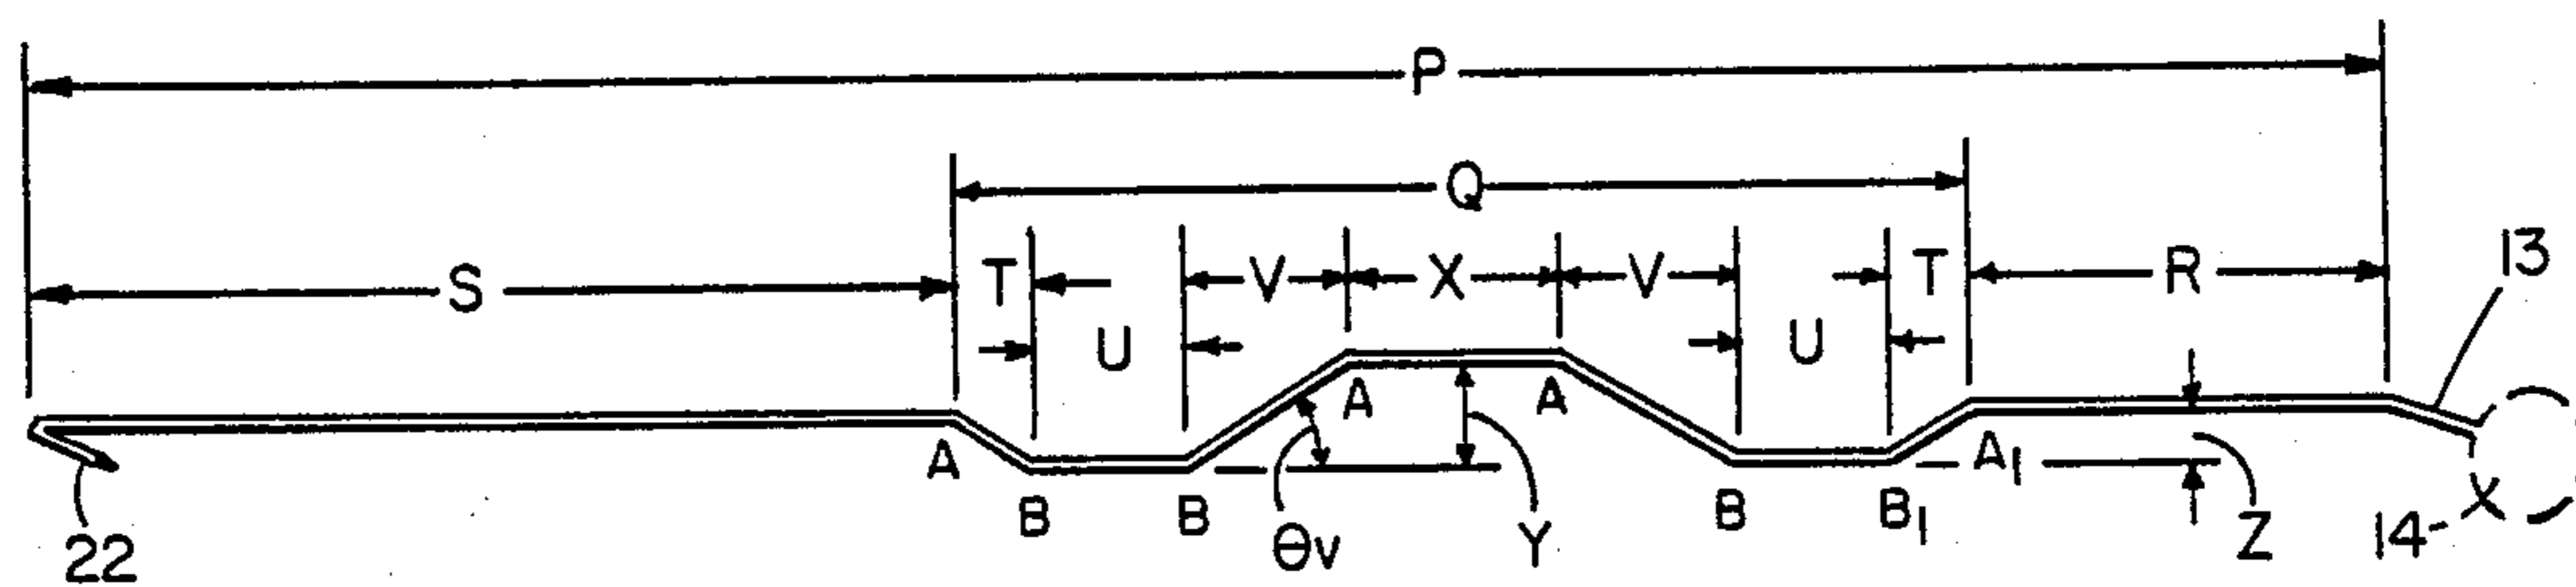 P
Q
S T V X V T R 13
U U
A A A A₁
B B B B₁
22 θv Y Z 14